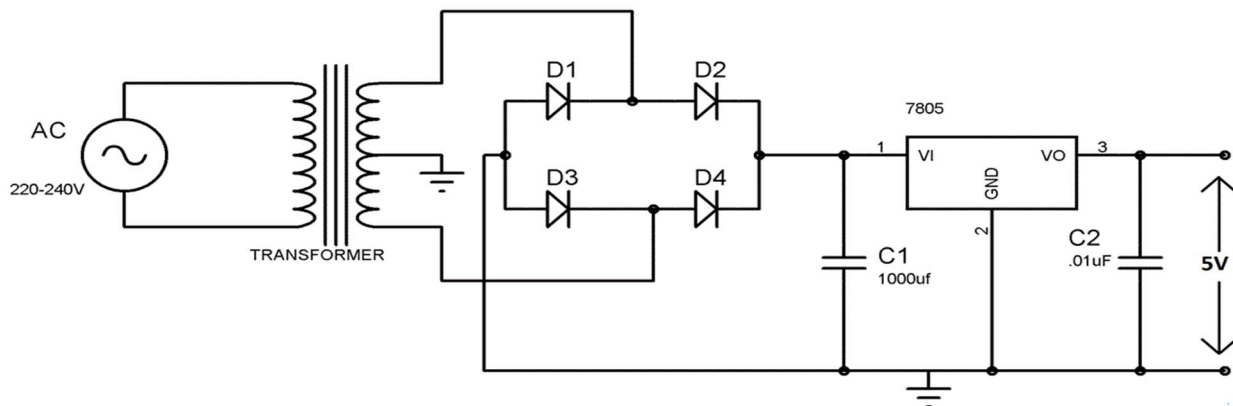 D1
D2
7805
AC
1
VI
VO
3
220-240V
D3
D4
GND
2
TRANSFORMER
C1
1000uf
C2
.01uF
5V